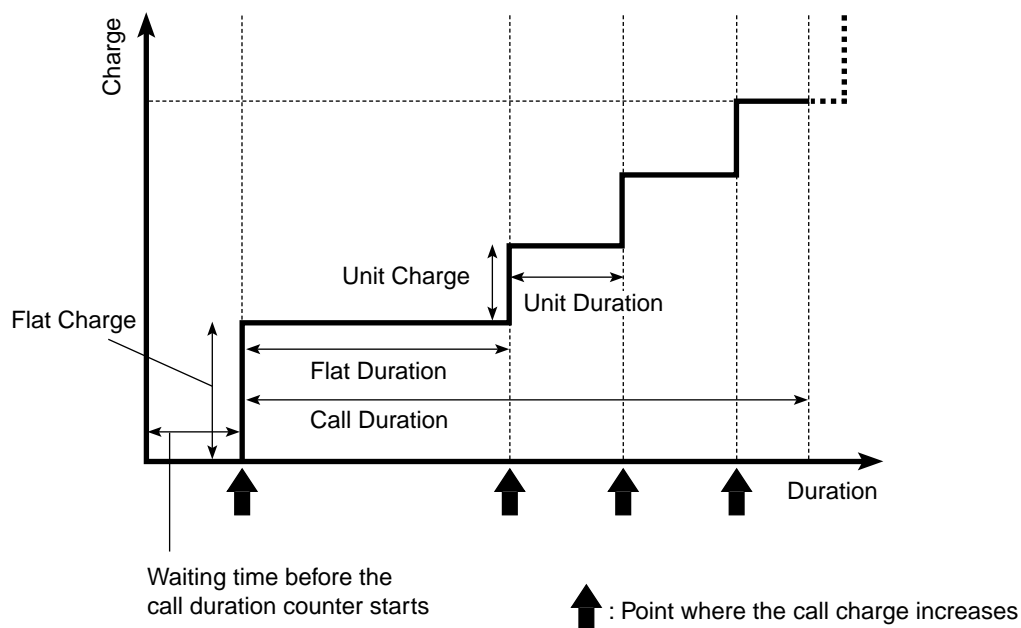 Charge
Unit Charge
Unit Duration
Flat Charge
Flat Duration
Call Duration
Duration
Waiting time before the
call duration counter starts
: Point where the call charge increases